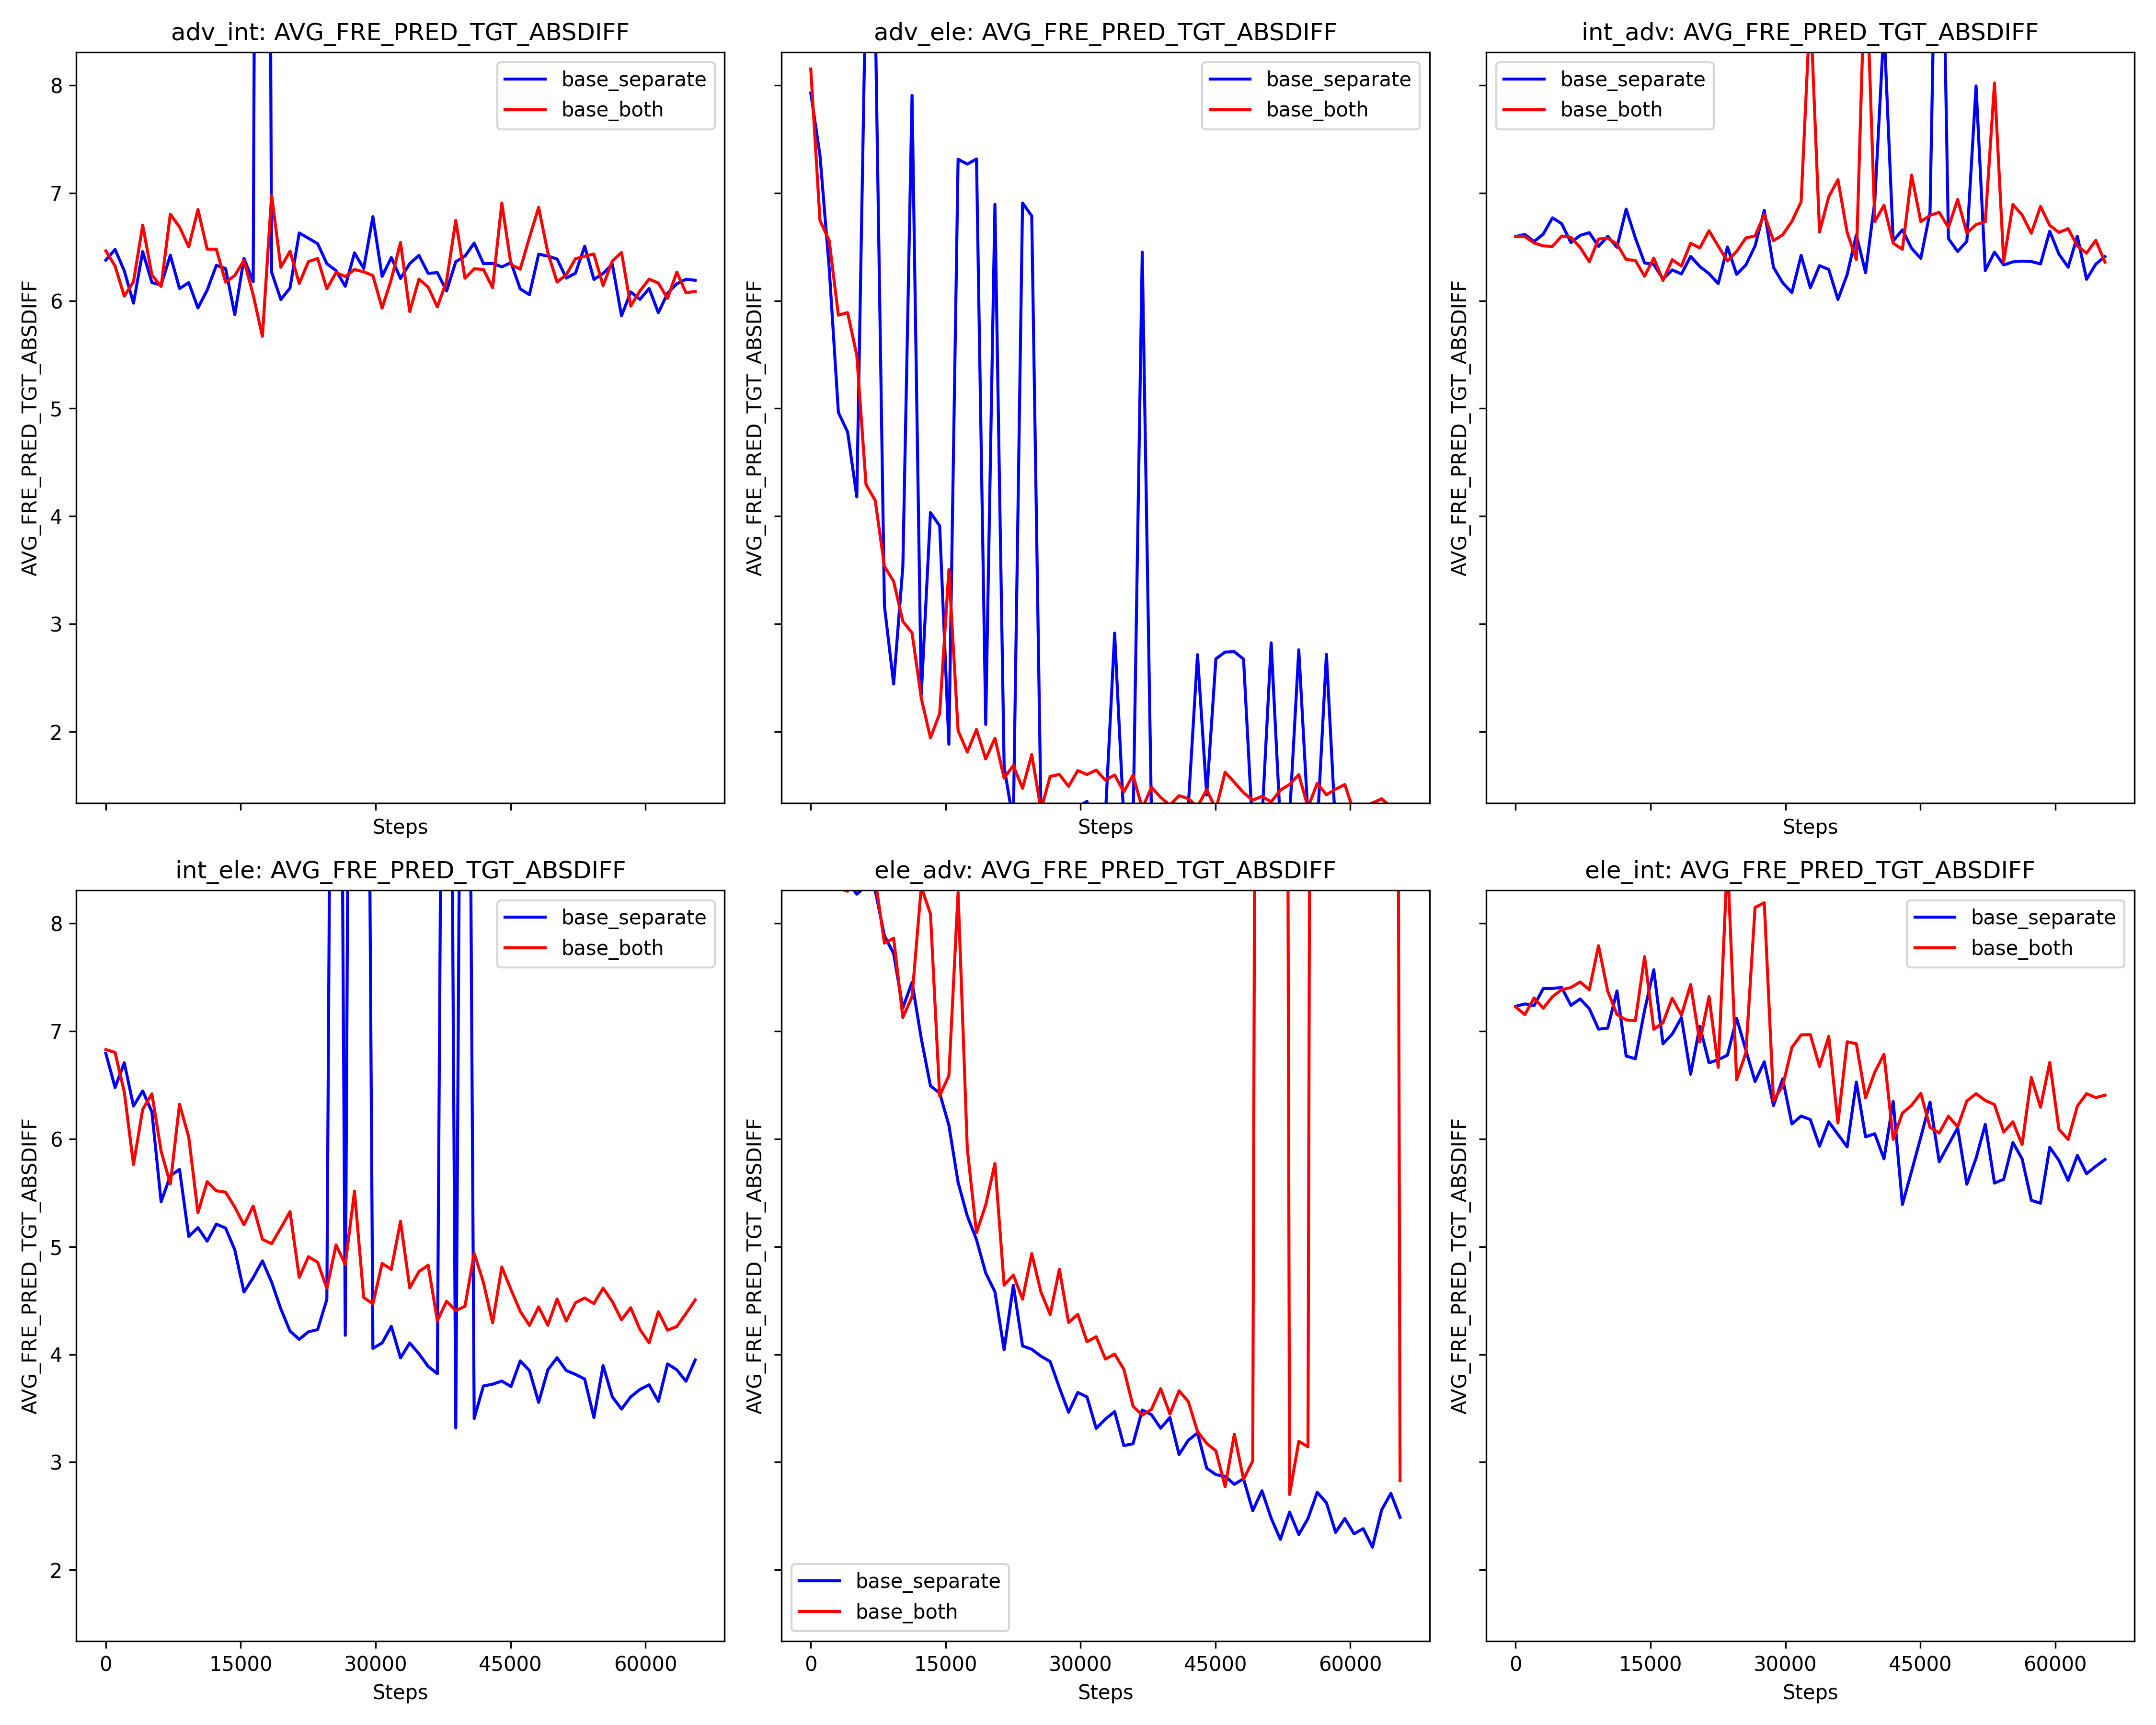 adv_int: AVG_FRE_PRED_TGT_ABSDIFF
AVG_FRE_PRED_TGT_ABSDIFF
8
7
6
5
4
3
2
base_separate
base_both
Steps
adv_ele: AVG_FRE_PRED_TGT_ABSDIFF
AVG_FRE_PRED_TGT_ABSDIFF
base_separate
base_both
Steps
int_adv: AVG_FRE_PRED_TGT_ABSDIFF
AVG_FRE_PRED_TGT_ABSDIFF
base_separate
base_both
Steps
int_ele: AVG_FRE_PRED_TGT_ABSDIFF
AVG_FRE_PRED_TGT_ABSDIFF
8
7
6
5
4
3
2
base_separate
base_both
0 15000 30000 45000 60000
Steps
ele_adv: AVG_FRE_PRED_TGT_ABSDIFF
AVG_FRE_PRED_TGT_ABSDIFF
base_separate
base_both
0 15000 30000 45000 60000
Steps
ele_int: AVG_FRE_PRED_TGT_ABSDIFF
AVG_FRE_PRED_TGT_ABSDIFF
base_separate
base_both
0 15000 30000 45000 60000
Steps